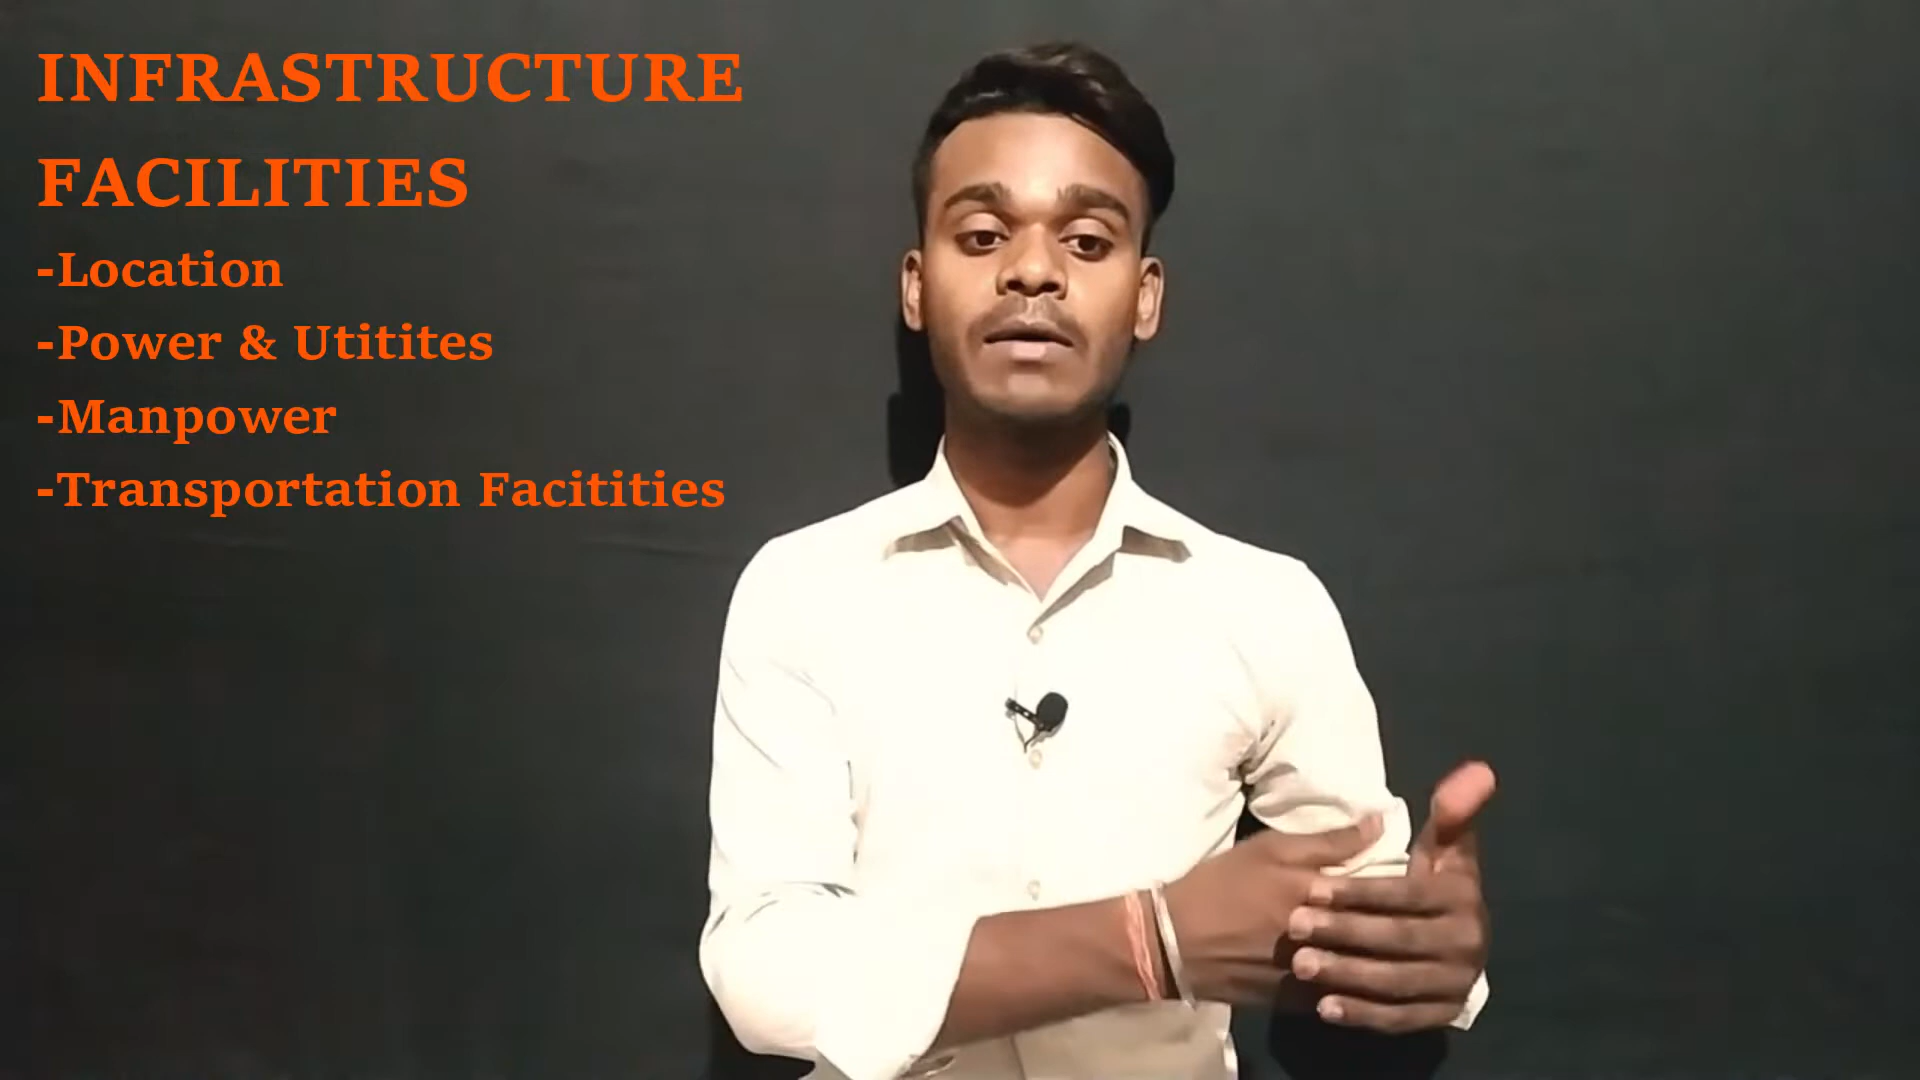 INFRASTRUCTURE
FACILITIES
-Location
-Power & Utitites
-Manpower
-Transportation Facitities